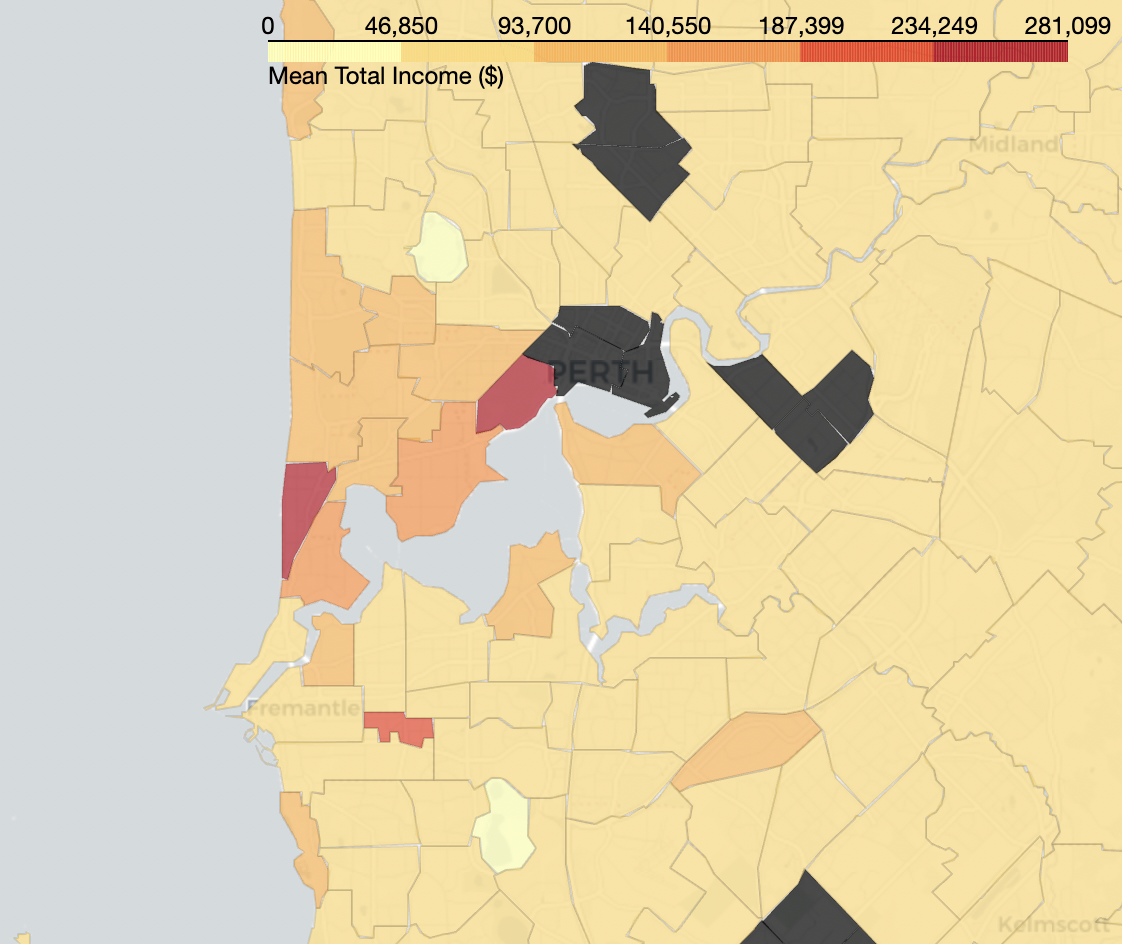 0 46,850 93,700 140,550 187,399 234,249 281,099
Mean Total Income ($)
Midland
PERTH
Fremantle
Kelmscott